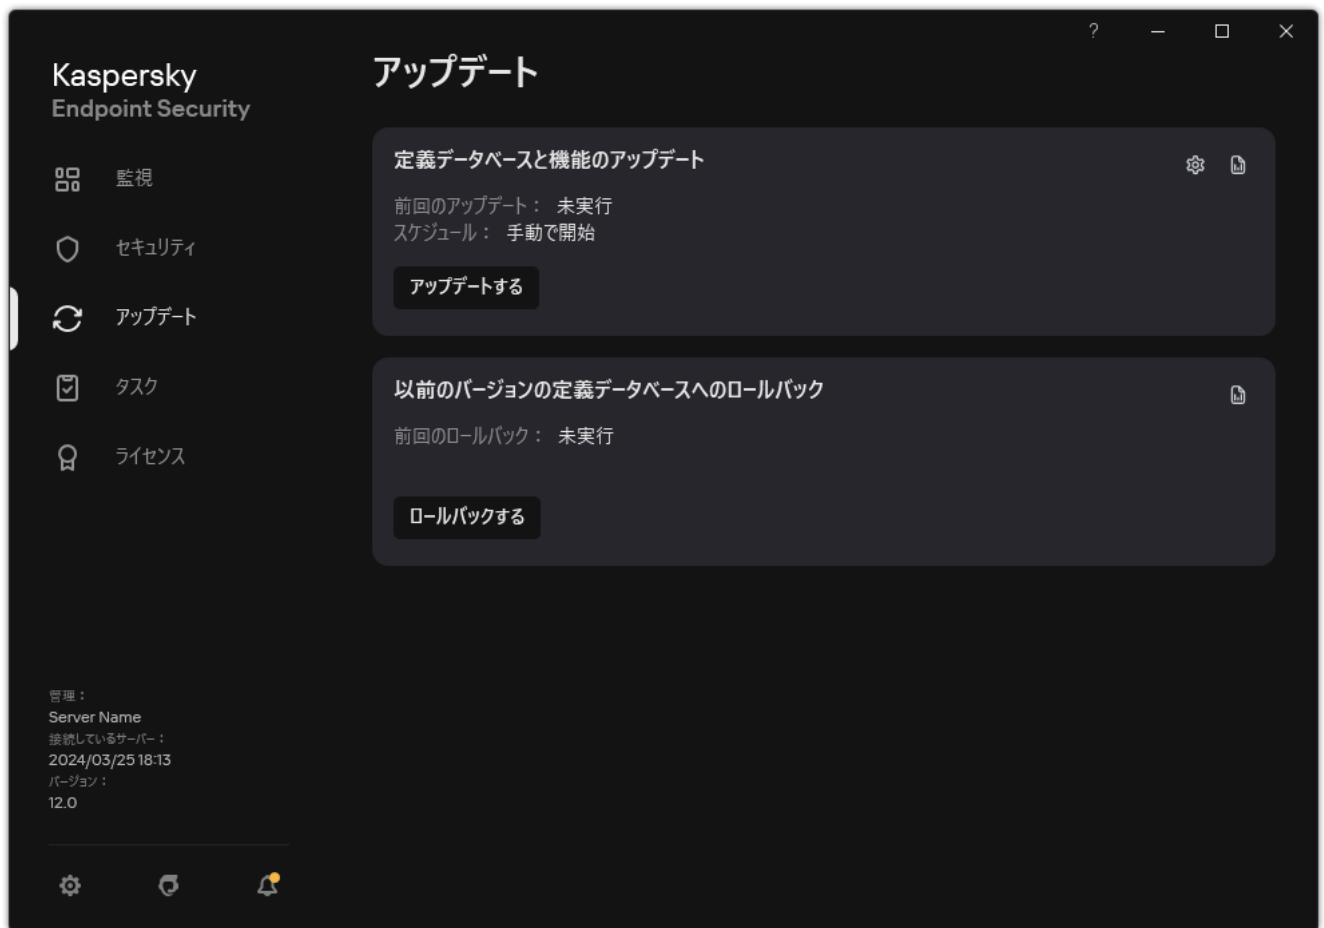 ?
Kaspersky
Endpoint Security
監視
セキュリティ
アップデート
タスク
ライセンス
管理：
Server Name
接続しているサーバー：
2024/03/25 18:13
バージョン：
12.0
アップデート
定義データベースと機能のアップデート
前回のアップデート： 未実行
スケジュール： 手動で開始
アップデートする
以前のバージョンの定義データベースへのロールバック
前回のロールバック： 未実行
ロールバックする